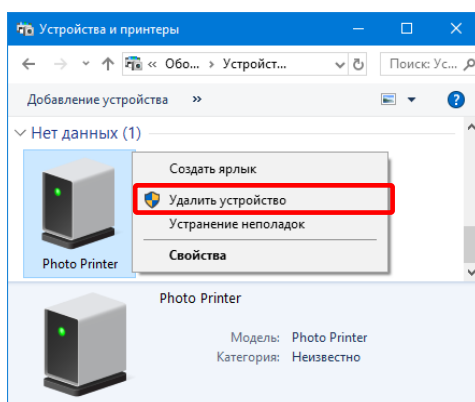 Устройства и принтеры
« Обо... › Устройст...
Поиск: Ус...
Добавление устройства »
?
Нет данных (1)
Photo Printer
Создать ярлык
Удалить устройство
Устранение неполадок
Свойства
Photo Printer
Модель: Photo Printer
Категория: Неизвестно